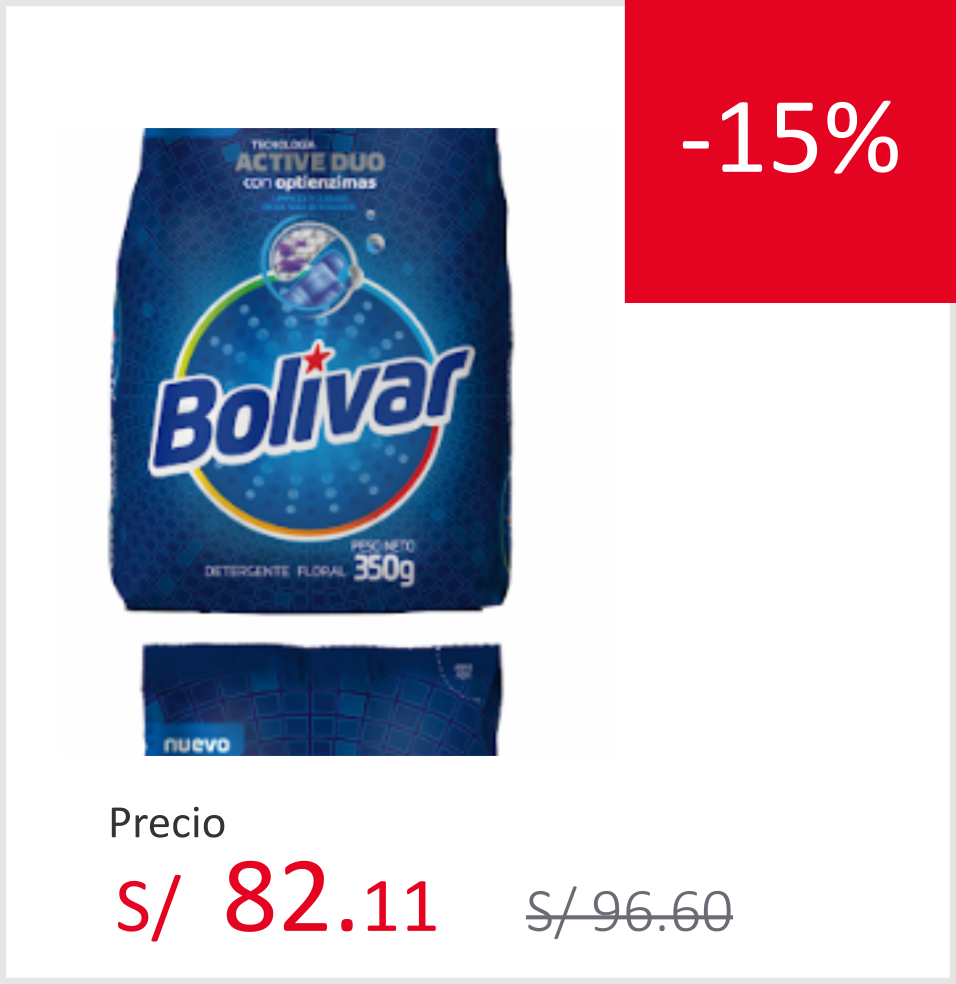 -15%
TECNOLOGÍA
ACTIVE DUO
con optienzimas
Bolivar
PESO NETO
350g
DETERGENTE FLORAL
nuevo
Precio
S/ 82.11 S/ 96.60